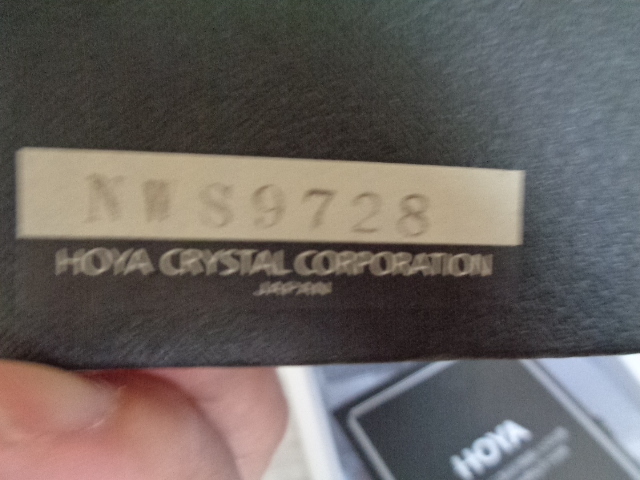 NWS9728
HOYA CRYSTAL CORPORATION
JAPAN
HOYA